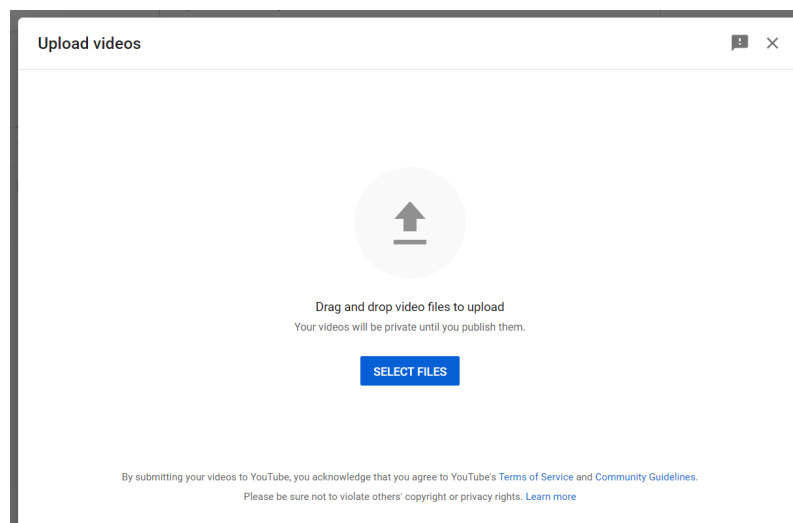 Upload videos
Drag and drop video files to upload
Your videos will be private until you publish them.
SELECT FILES
By submitting your videos to YouTube, you acknowledge that you agree to YouTube's Terms of Service and Community Guidelines.
Please be sure not to violate others' copyright or privacy rights. Learn more